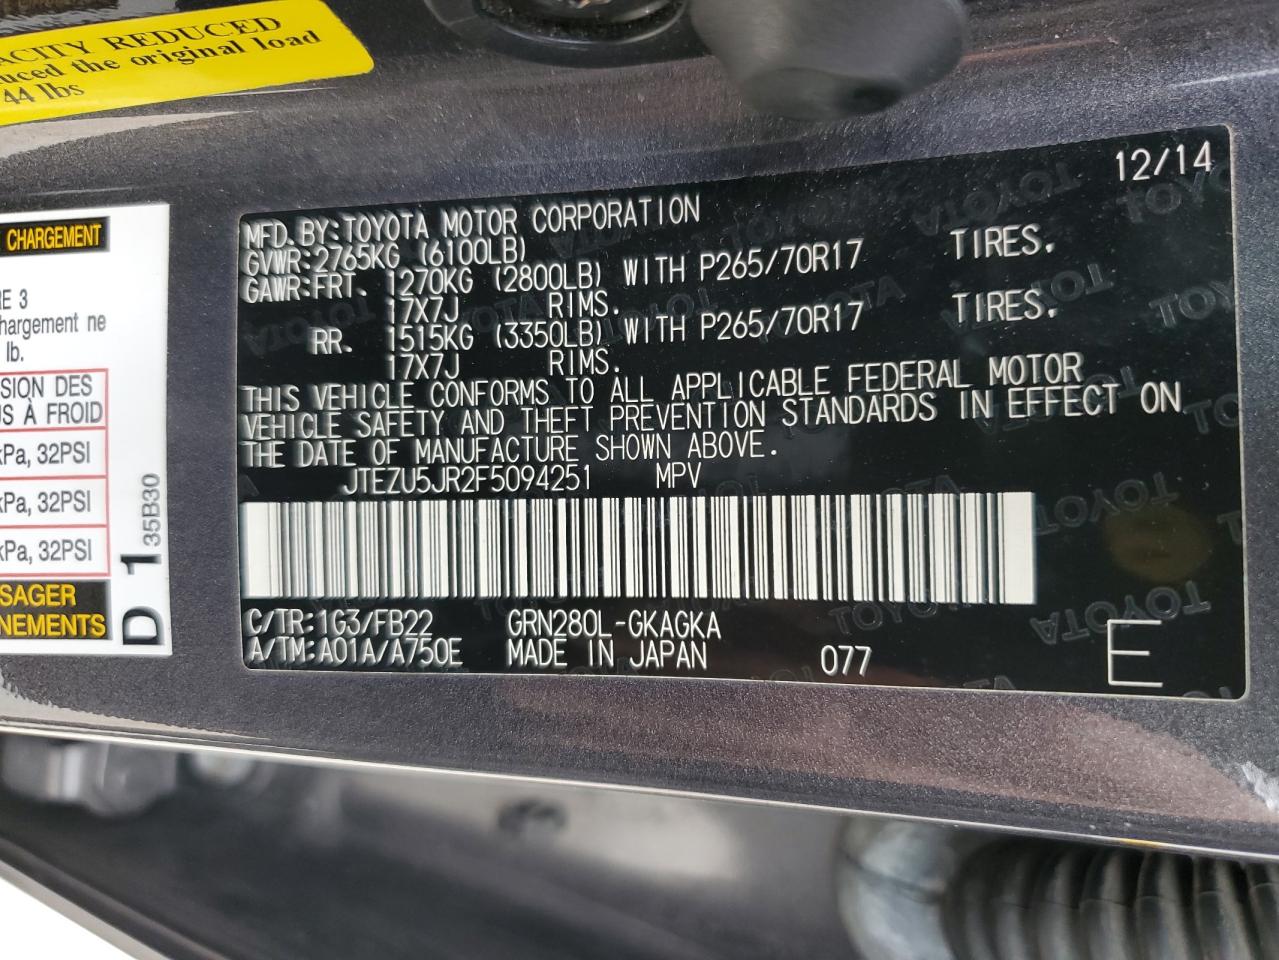 ACITY REDUCED
uced the original load
44 lbs
CHARGEMENT
RE 3
hargement ne
lb.
SION DES
US À FROID
kPa, 32PSI
kPa, 32PSI
kPa, 32PSI
SAGER
NEMENTS
D 1
35B30
12/14
MFD. BY: TOYOTA MOTOR CORPORATION
GVWR: 2765KG (6100LB)
GAWR: FRT. 1270KG (2800LB) WITH P265/70R17 TIRES.
17X7J RIMS.
RR. 1515KG (3350LB) WITH P265/70R17 TIRES.
17X7J RIMS.
THIS VEHICLE CONFORMS TO ALL APPLICABLE FEDERAL MOTOR
VEHICLE SAFETY AND THEFT PREVENTION STANDARDS IN EFFECT ON
THE DATE OF MANUFACTURE SHOWN ABOVE.
JTEZU5JR2F5094251 MPV
C/TR: 1G3/FB22 GRN280L-GKAGKA
A/TM: A01A/A750E MADE IN JAPAN 077 E